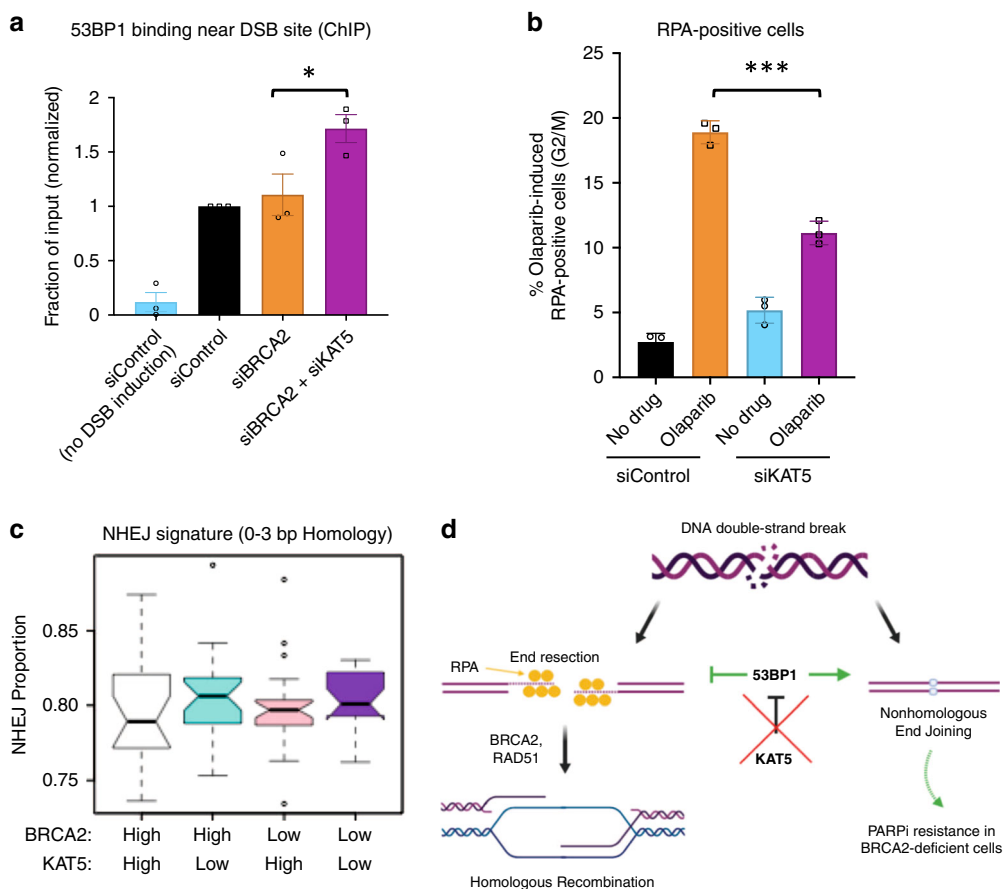 a
53BP1 binding near DSB site (ChIP)
*
Fraction of input (normalized)
2
1.5
1
0.5
0
siControl
(no DSB induction)
siControl
siBRCA2
siBRCA2 + siKAT5
b
RPA-positive cells
***
% Olaparib-induced
RPA-positive cells (G2/M)
25
20
15
10
5
0
No drug
Olaparib
No drug
Olaparib
siControl
siKAT5
c
NHEJ signature (0-3 bp Homology)
NHEJ Proportion
0.85
0.80
0.75
BRCA2: High High Low Low
KAT5: High Low High Low
d
DNA double-strand break
RPA
End resection
53BP1
KAT5
Nonhomologous
End Joining
BRCA2,
RAD51
PARPi resistance in
BRCA2-deficient cells
Homologous Recombination